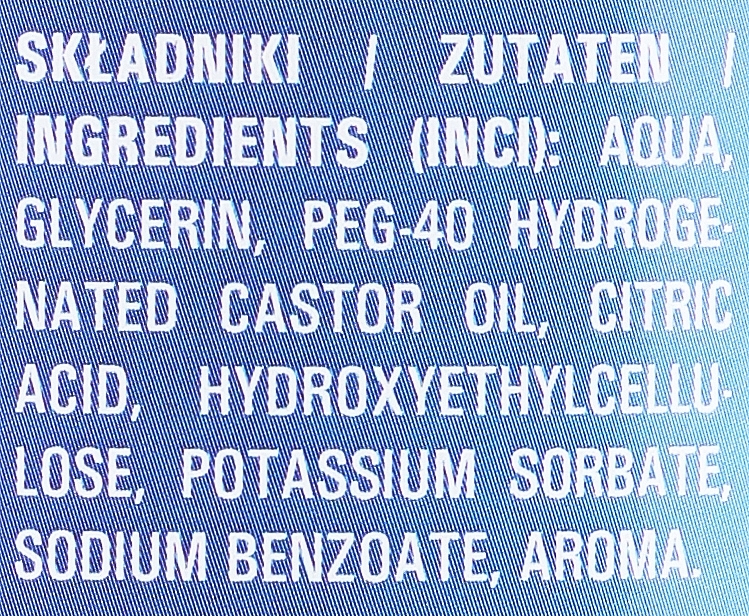 SKŁADNIKI / ZUTATEN /
INGREDIENTS (INCI): AQUA,
GLYCERIN, PEG-40 HYDROGE-
NATED CASTOR OIL, CITRIC
ACID, HYDROXYETHYLCELLU-
LOSE, POTASSIUM SORBATE,
SODIUM BENZOATE, AROMA.